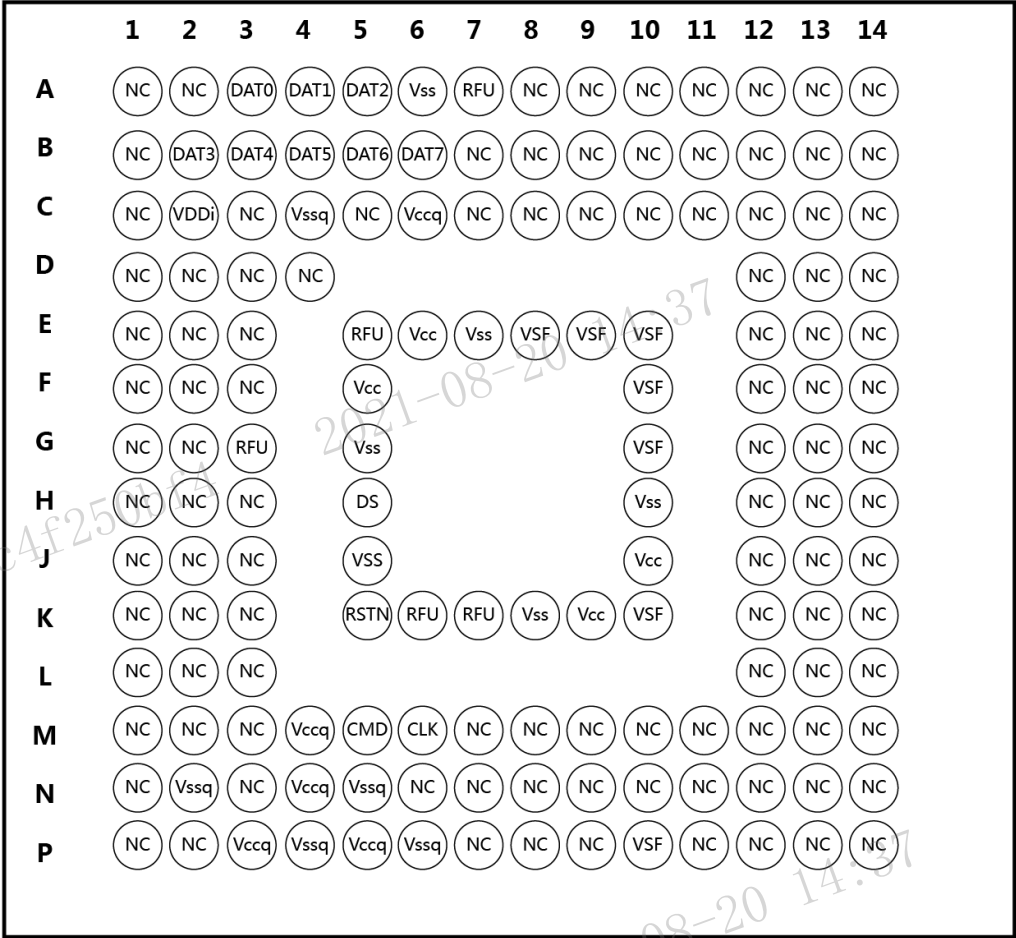 1 2 3 4 5 6 7 8 9 10 11 12 13 14
A NC NC DAT0 DAT1 DAT2 Vss RFU NC NC NC NC NC NC NC
B NC DAT3 DAT4 DAT5 DAT6 DAT7 NC NC NC NC NC NC NC NC
C NC VDDi NC Vssq NC Vccq NC NC NC NC NC NC NC NC
D NC NC NC NC NC NC NC
E NC NC NC RFU Vcc Vss VSF VSF VSF NC NC NC
F NC NC NC Vcc VSF NC NC NC
G NC NC RFU Vss VSF NC NC NC
H NC NC NC DS Vss NC NC NC
J NC NC NC VSS Vcc NC NC NC
K NC NC NC RSTN RFU RFU Vss Vcc VSF NC NC NC
L NC NC NC NC NC NC
M NC NC NC Vccq CMD CLK NC NC NC NC NC NC NC NC
N NC Vssq NC Vccq Vssq NC NC NC NC NC NC NC NC NC
P NC NC Vccq Vssq Vccq Vssq NC NC NC VSF NC NC NC NC
2021-08-20 14:37
c4f250bf4
08-20 14:37